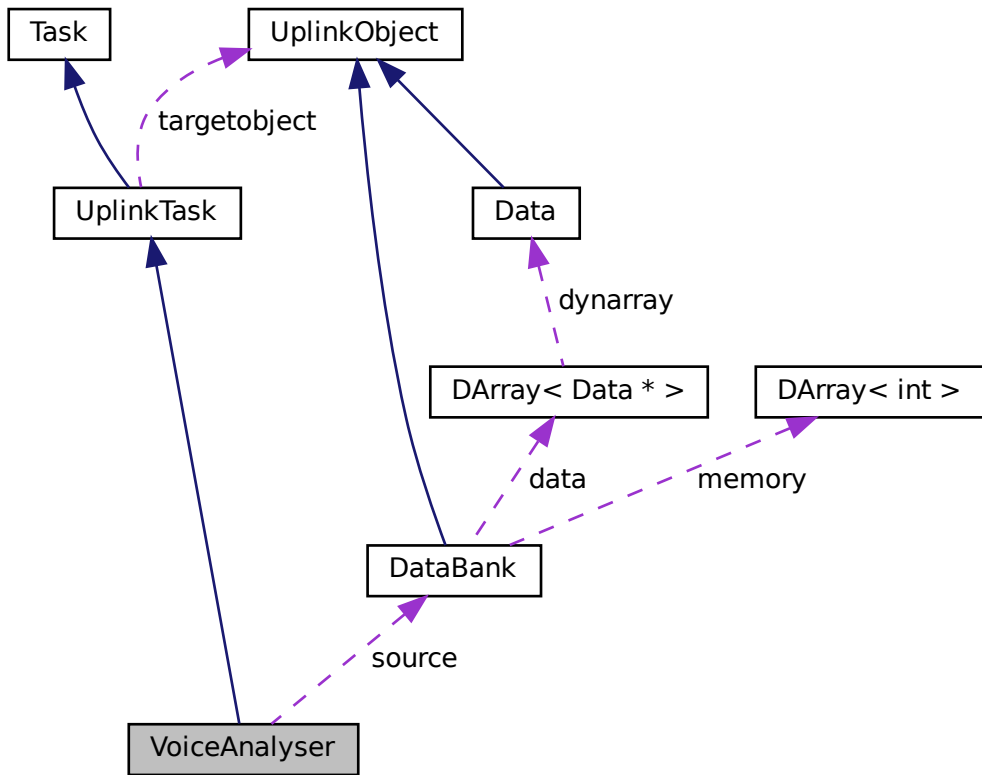 Task
UplinkObject
targetobject
UplinkTask
Data
dynarray
DArray< Data * >
DArray< int >
data
memory
DataBank
source
VoiceAnalyser